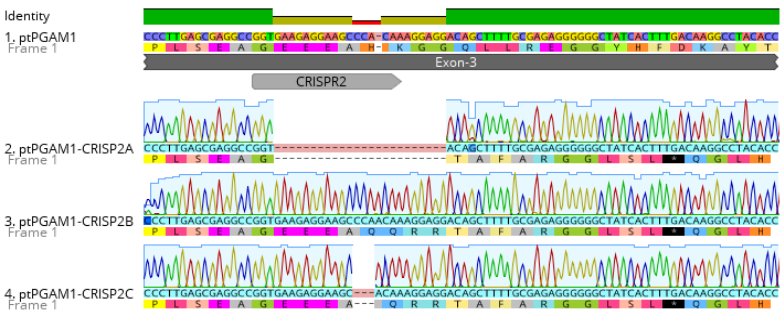 Identity
1. ptPGAM1 CCCTTGAGCGAGGCCGGTGAAGAGGAAGCCCA-CAAAGGAGGACAGCTTTTGCGAGAGGGGGGCTATCACTTTGACAAGGCCTACACC
Frame 1 P L S E A G E E E A H - K G G Q L L R E G G Y H F D K A Y T
Exon-3
CRISPR2
2. ptPGAM1-CRISP2A CCCTTGAGCGAGGCCGGT------------------------ACAGCTTTTGCGAGAGGGGGGCTATCACTTTGACAAGGCCTACACC
Frame 1 P L S E A G ------------------------ T A F A R G G L S L * Q G L H
3. ptPGAM1-CRISP2B CCCTTGAGCGAGGCCGGTGAAGAGGAAGCCCAACAAAGGAGGACAGCTTTTGCGAGAGGGGGGCTATCACTTTGACAAGGCCTACACC
Frame 1 P L S E A G E E E A Q Q R R T A F A R G G L S L * Q G L H
4. ptPGAM1-CRISP2C CCCTTGAGCGAGGCCGGTGAAGAGGAAGC---ACAAAGGAGGACAGCTTTTGCGAGAGGGGGGCTATCACTTTGACAAGGCCTACACC
Frame 1 P L S E A G E E E A --- Q R R T A F A R G G L S L * Q G L H